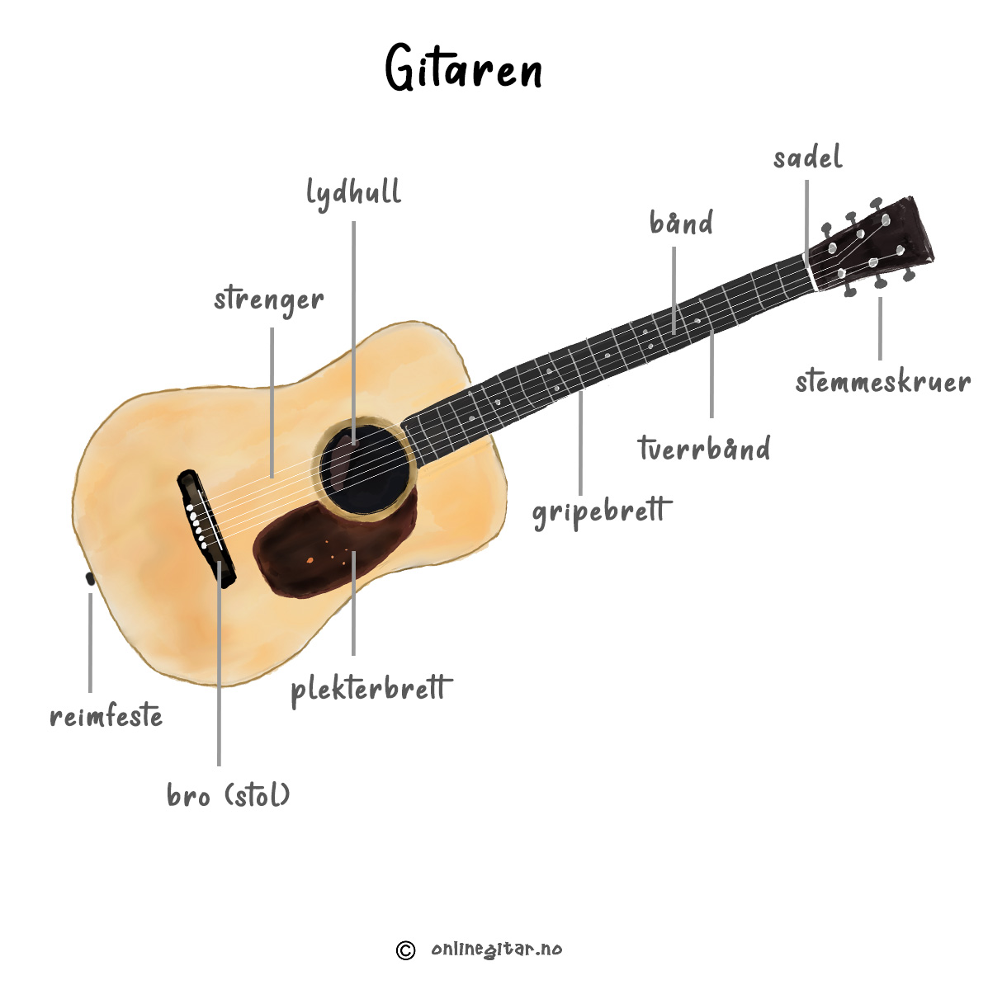 Gitaren
sadel
lydhull
bånd
strenger
stemmeskruer
tverrbånd
gripebrett
plekterbrett
reimfeste
bro (stol)
© onlinegitar.no